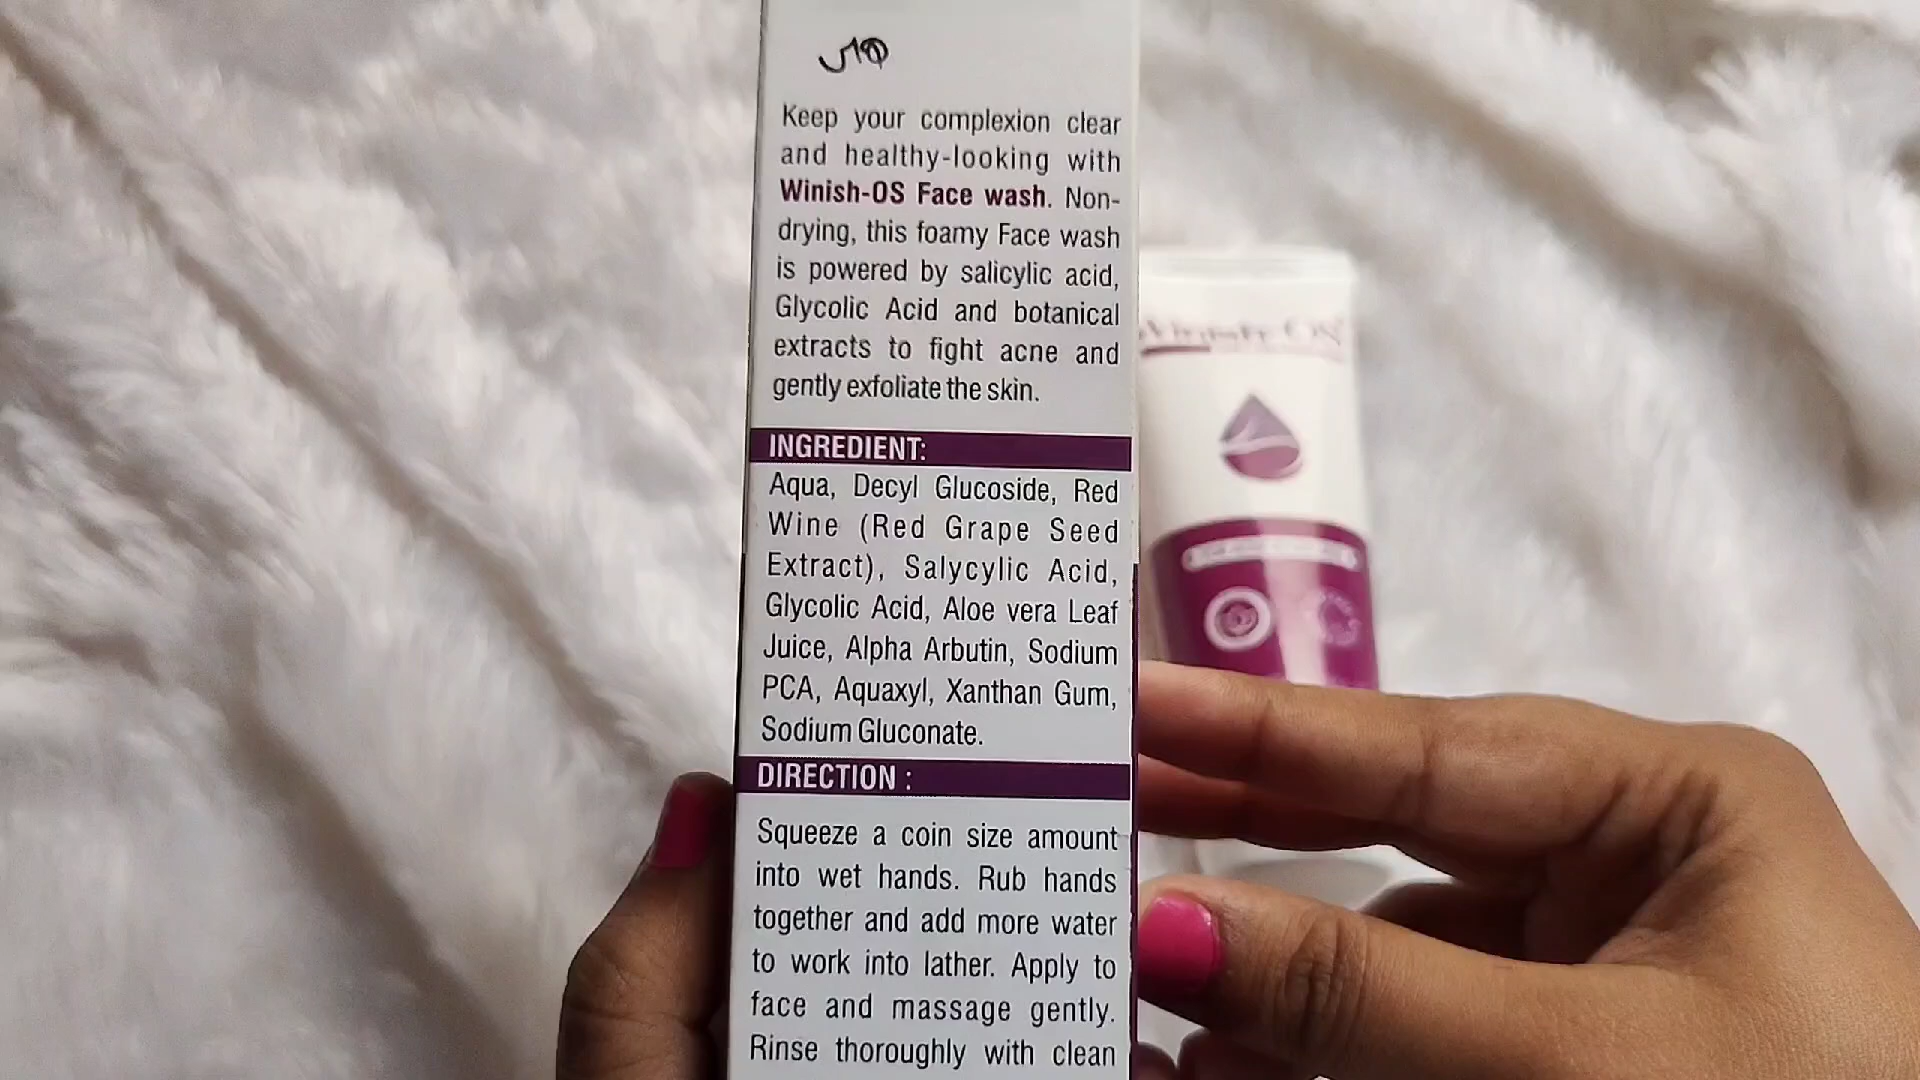 Keep your complexion clear
and healthy-looking with
Winish-OS Face wash. Non-
drying, this foamy Face wash
is powered by salicylic acid,
Glycolic Acid and botanical
extracts to fight acne and
gently exfoliate the skin.
INGREDIENT:
Aqua, Decyl Glucoside, Red
Wine (Red Grape Seed
Extract), Salycylic Acid,
Glycolic Acid, Aloe vera Leaf
Juice, Alpha Arbutin, Sodium
PCA, Aquaxyl, Xanthan Gum,
Sodium Gluconate.
DIRECTION :
Squeeze a coin size amount
into wet hands. Rub hands
together and add more water
to work into lather. Apply to
face and massage gently.
Rinse thoroughly with clean